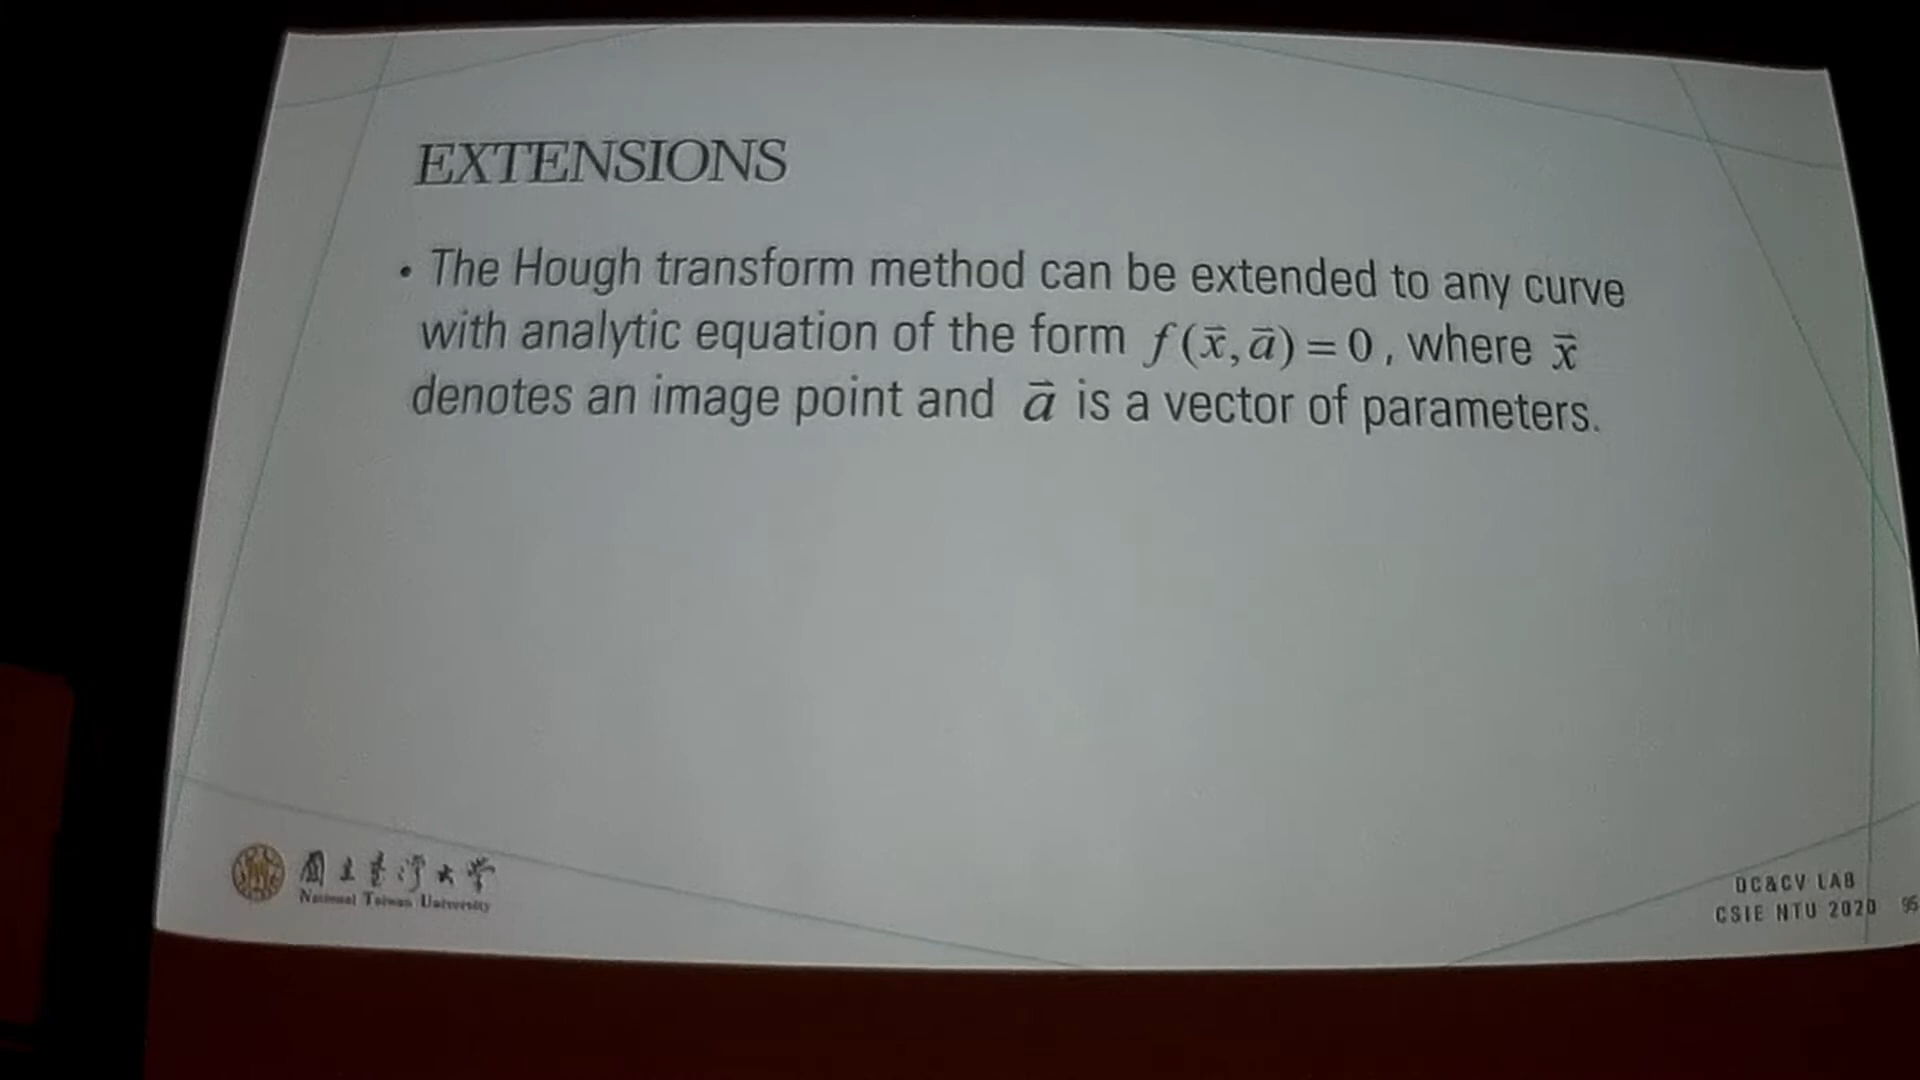 EXTENSIONS
• The Hough transform method can be extended to any curve
with analytic equation of the form f(x⃗, a⃗) = 0, where x⃗
denotes an image point and a⃗ is a vector of parameters.
國立臺灣大學
National Taiwan University
DC&CV LAB
CSIE NTU 2020 95